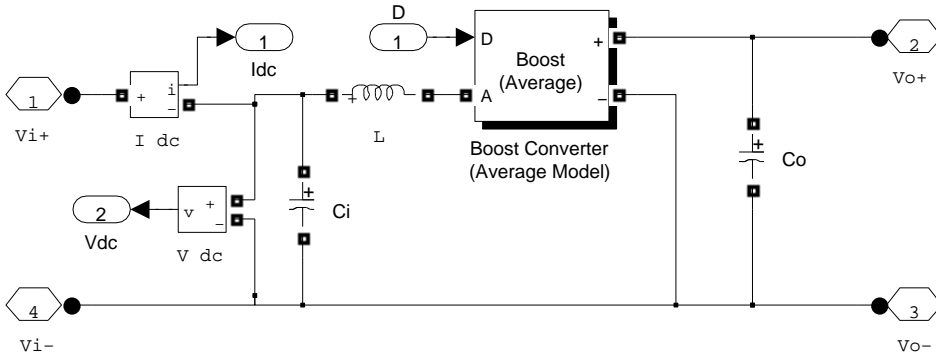 D
1
Idc
1
D
+
Boost
(Average)
2
Vo+
1
Vi+
+
i
−
I dc
+
L
A
−
Boost Converter
(Average Model)
+
Co
2
Vdc
v
+
−
V dc
+
Ci
4
Vi−
3
Vo−